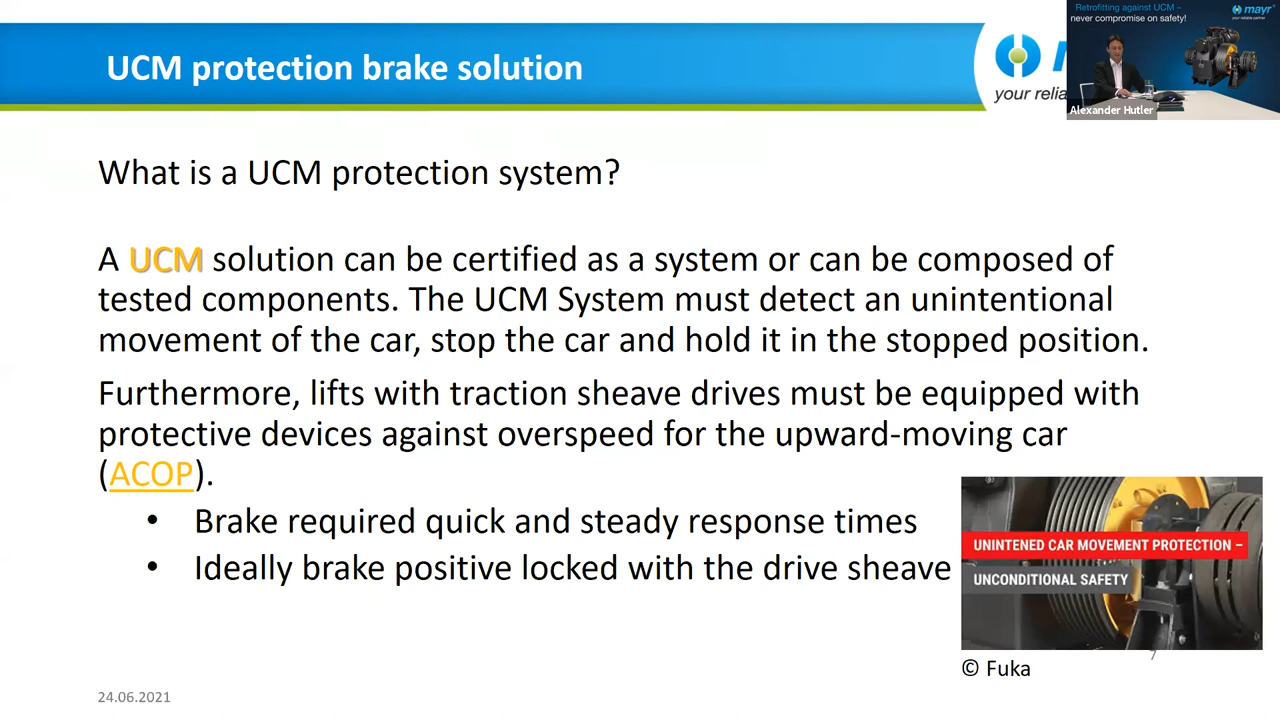 UCM protection brake solution
your relia
Retrofitting against UCM –
never compromise on safety!
mayr®
your reliable partner
Alexander Hutler
What is a UCM protection system?
A UCM solution can be certified as a system or can be composed of
tested components. The UCM System must detect an unintentional
movement of the car, stop the car and hold it in the stopped position.
Furthermore, lifts with traction sheave drives must be equipped with
protective devices against overspeed for the upward-moving car
(ACOP).
• Brake required quick and steady response times
• Ideally brake positive locked with the drive sheave
UNINTENED CAR MOVEMENT PROTECTION –
UNCONDITIONAL SAFETY
7
© Fuka
24.06.2021